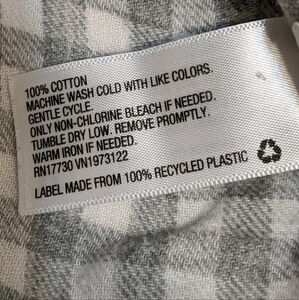 100% COTTON
MACHINE WASH COLD WITH LIKE COLORS.
GENTLE CYCLE.
ONLY NON-CHLORINE BLEACH IF NEEDED.
TUMBLE DRY LOW. REMOVE PROMPTLY.
WARM IRON IF NEEDED.
RN17730 VN1973122
LABEL MADE FROM 100% RECYCLED PLASTIC